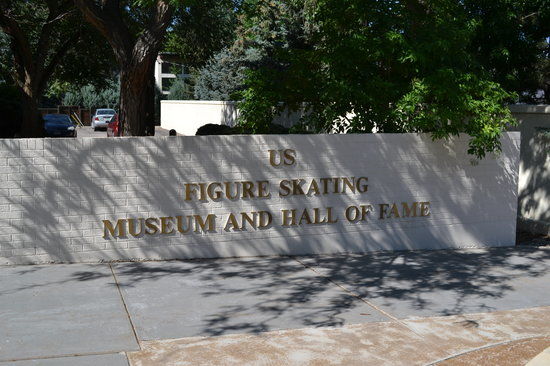 US
FIGURE SKATING
MUSEUM AND HALL OF FAME